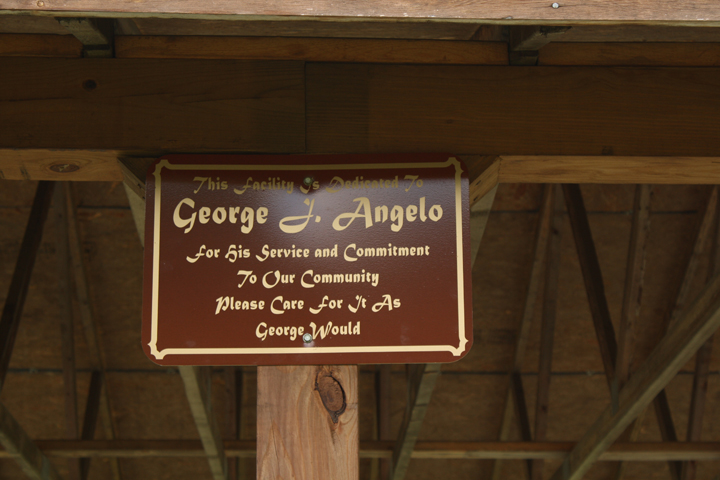 This Facility Is Dedicated To
George J. Angelo
For His Service and Commitment
To Our Community
Please Care For It As
George Would